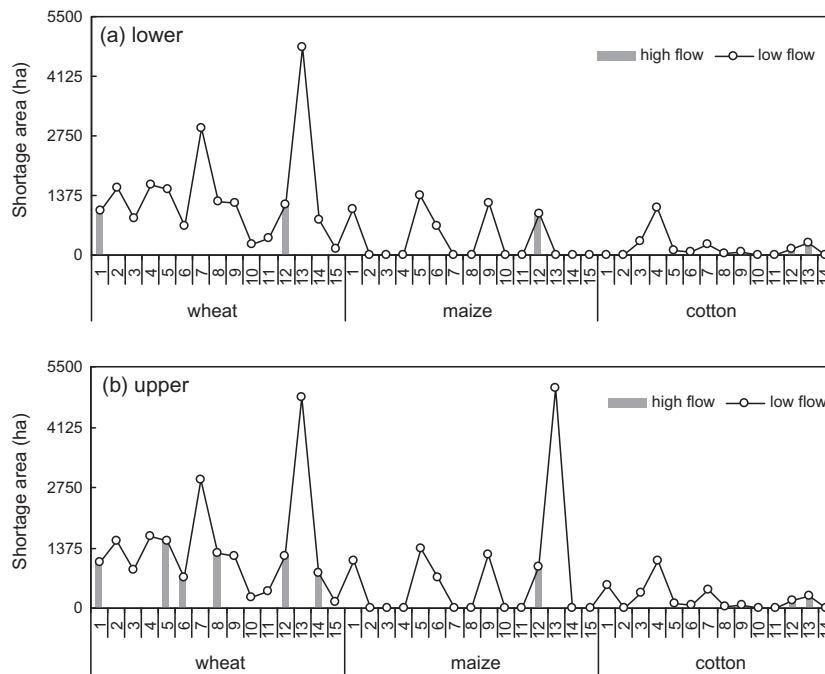 5500
(a) lower
high flow
low flow
4125
2750
1375
0
Shortage area (ha)
1 2 3 4 5 6 7 8 9 10 11 12 13 14 15 1 2 3 4 5 6 7 8 9 10 11 12 13 14 15 1 2 3 4 5 6 7 8 9 10 11 12 13 14
wheat maize cotton
5500
(b) upper
high flow
low flow
4125
2750
1375
0
Shortage area (ha)
1 2 3 4 5 6 7 8 9 10 11 12 13 14 15 1 2 3 4 5 6 7 8 9 10 11 12 13 14 15 1 2 3 4 5 6 7 8 9 10 11 12 13 14
wheat maize cotton